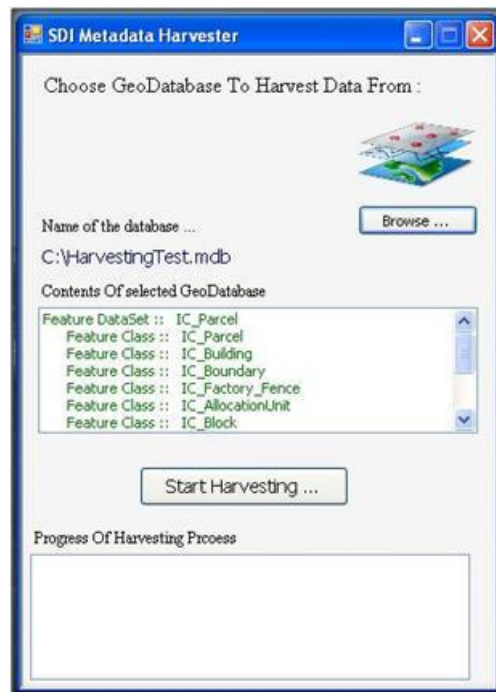 SDI Metadata Harvester
Choose GeoDatabase To Harvest Data From :
Browse ...
Name of the database ...
C:\HarvestingTest.mdb
Contents Of selected GeoDatabase
Feature DataSet :: IC_Parcel
Feature Class :: IC_Parcel
Feature Class :: IC_Building
Feature Class :: IC_Boundary
Feature Class :: IC_Factory_Fence
Feature Class :: IC_AllocationUnit
Feature Class :: IC_Block
Start Harvesting ...
Progress Of Harvesting Prcoess